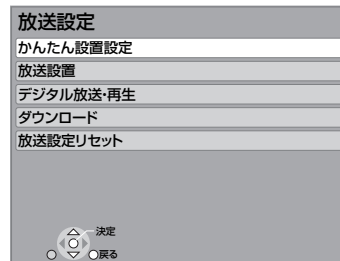 放送設定
かんたん設置設定
放送設置
デジタル放送・再生
ダウンロード
放送設定リセット
決定
戻る